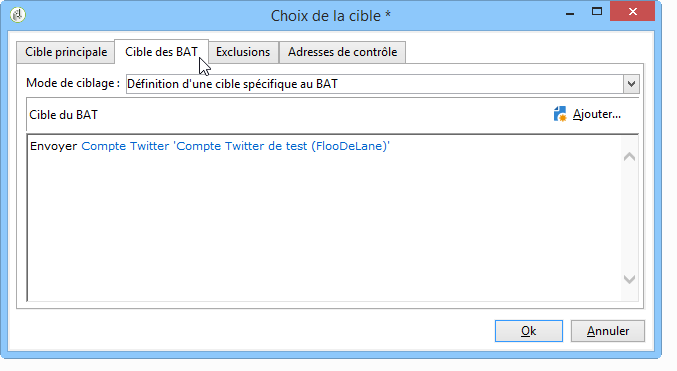 Choix de la cible *
Cible principale Cible des BAT Exclusions Adresses de contrôle
Mode de ciblage : Définition d'une cible spécifique au BAT
Cible du BAT Ajouter...
Envoyer Compte Twitter 'Compte Twitter de test (FlooDeLane)'
Ok Annuler